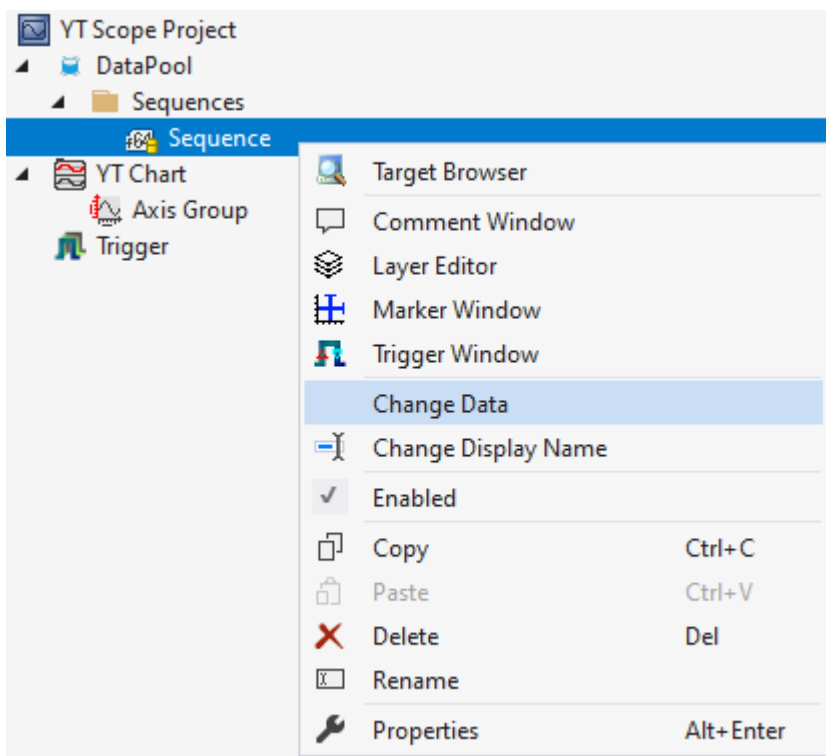 YT Scope Project
DataPool
Sequences
Sequence
YT Chart
Axis Group
Trigger
Target Browser
Comment Window
Layer Editor
Marker Window
Trigger Window
Change Data
Change Display Name
Enabled
Copy Ctrl+C
Paste Ctrl+V
Delete Del
Rename
Properties Alt+Enter